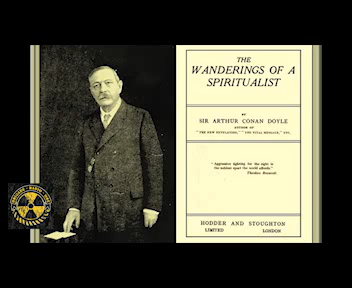 THE
WANDERINGS OF A
SPIRITUALIST
BY
SIR ARTHUR CONAN DOYLE
AUTHOR OF
"THE NEW REVELATION," "THE VITAL MESSAGE," ETC.
"Aggressive fighting for the right is
the noblest sport the world affords."
Theodore Roosevelt.
HODDER AND STOUGHTON
LIMITED LONDON